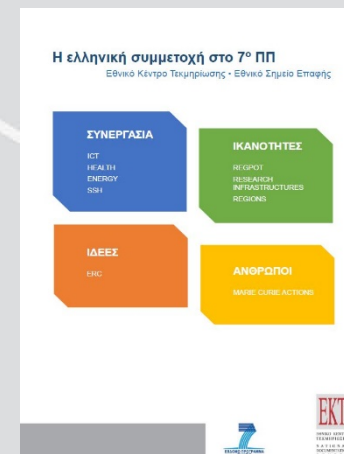 Η ελληνική συμμετοχή στο 7º ΠΠ
Εθνικό Κέντρο Τεκμηρίωσης - Εθνικό Σημείο Επαφής
ΣΥΝΕΡΓΑΣΙΑ
ICT
HEALTH
ENERGY
SSH
ΙΚΑΝΟΤΗΤΕΣ
REGPOT
RESEARCH
INFRASTRUCTURES
REGIONS
ΙΔΕΕΣ
ERC
ΑΝΘΡΩΠΟΙ
MARIE CURIE ACTIONS
7
ΕΚΤ